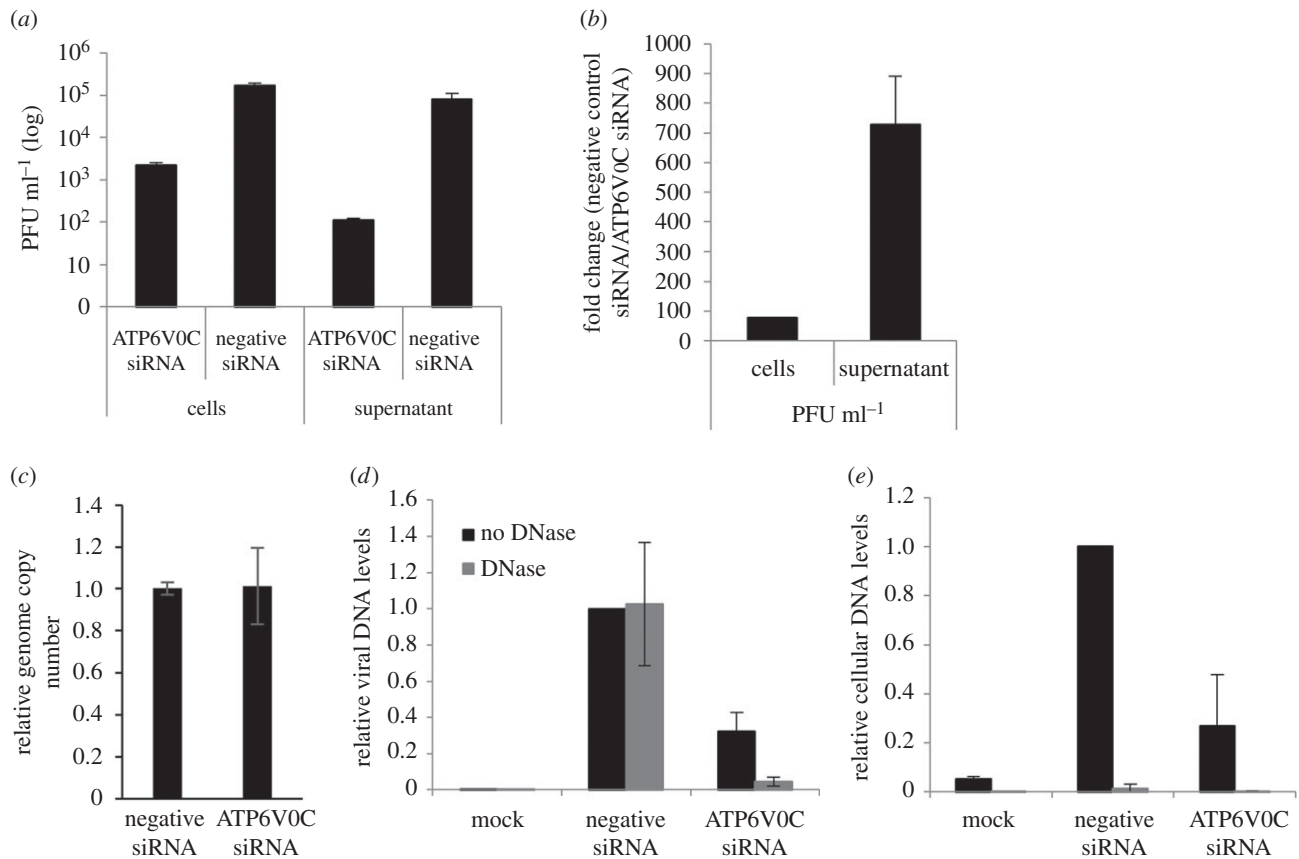 (a)
PFU ml⁻¹ (log)
10⁶
10⁵
10⁴
10³
10²
10
0
ATP6V0C
siRNA
negative
siRNA
ATP6V0C
siRNA
negative
siRNA
cells
supernatant
(b)
fold change (negative control
siRNA/ATP6V0C siRNA)
1000
900
800
700
600
500
400
300
200
100
0
cells
supernatant
PFU ml⁻¹
(c)
relative genome copy
number
1.4
1.2
1.0
0.8
0.6
0.4
0.2
0
negative
siRNA
ATP6V0C
siRNA
(d)
relative viral DNA levels
1.6
1.4
1.2
1.0
0.8
0.6
0.4
0.2
0
no DNase
DNase
mock
negative
siRNA
ATP6V0C
siRNA
(e)
relative cellular DNA levels
1.2
1.0
0.8
0.6
0.4
0.2
0
mock
negative
siRNA
ATP6V0C
siRNA